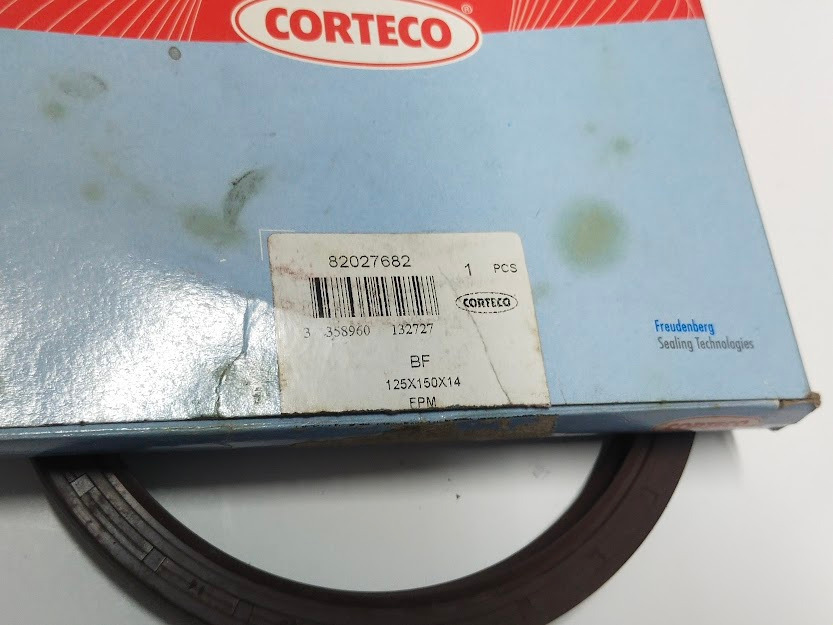 CORTECO®
82027682
1 PCS
CORTECO
3 358960 132727
BF
125X150X14
FPM
Freudenberg
Sealing Technologies